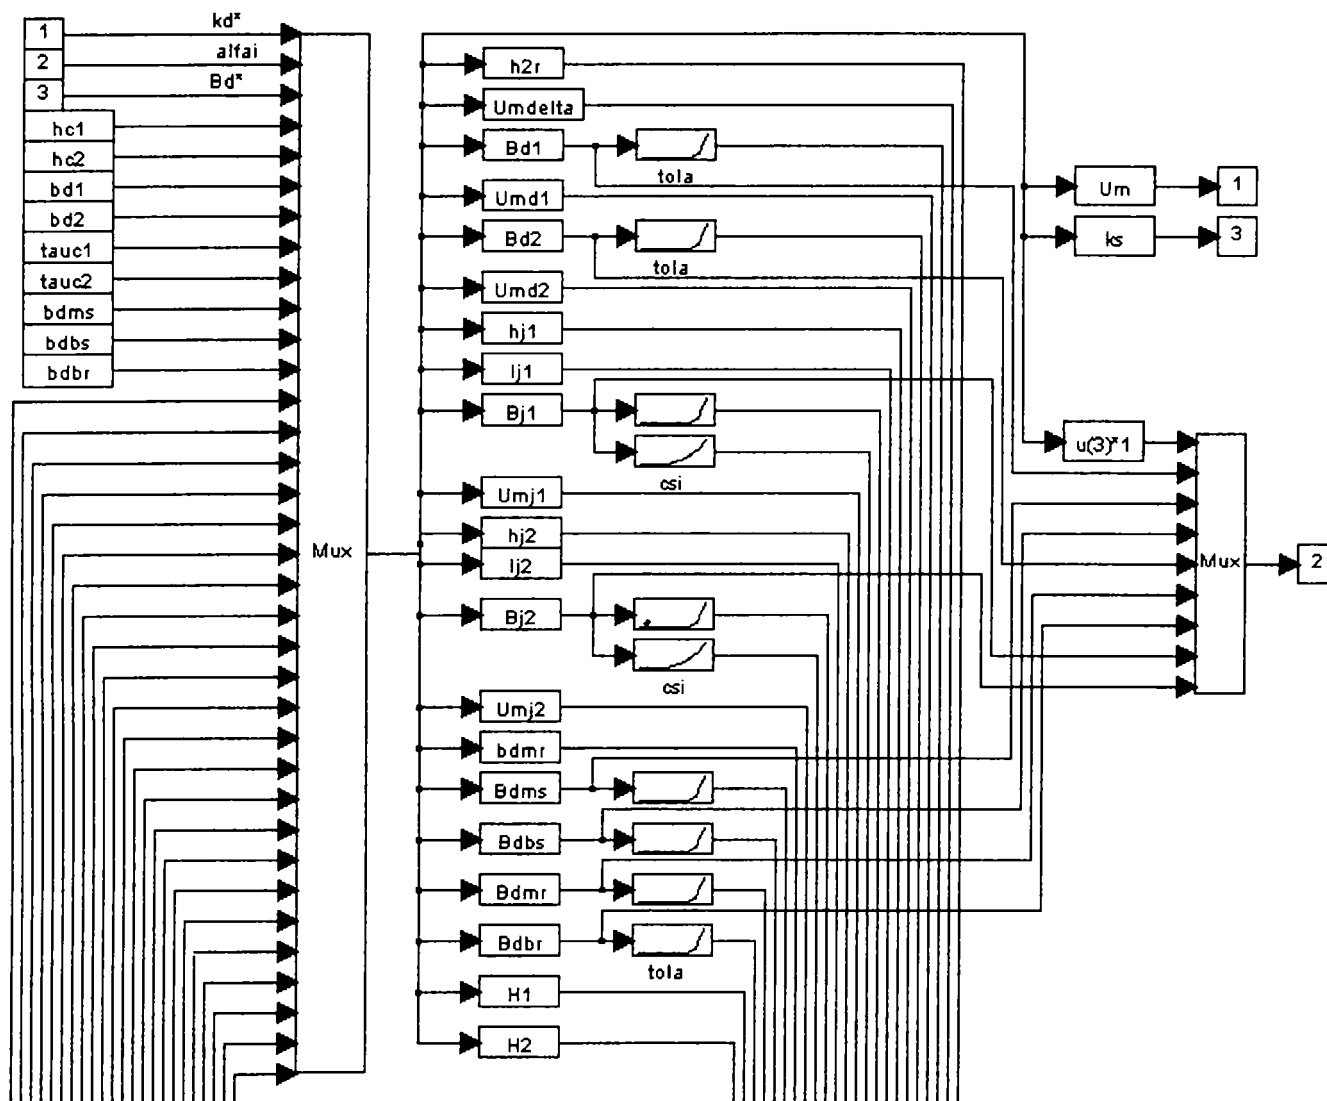 1
kd*
2
alfai
3
Bd*
hc1
hc2
bd1
bd2
tauc1
tauc2
bdms
bdbs
bdbr
Mux
h2r
Umdelta
Bd1
tola
Umd1
Bd2
tola
Umd2
hj1
lj1
Bj1
csi
Umj1
hj2
lj2
Bj2
csi
Umj2
bdmr
Bdms
Bdbs
Bdmr
Bdbr
tola
H1
H2
Um
1
ks
3
u(3)*1
Mux
2